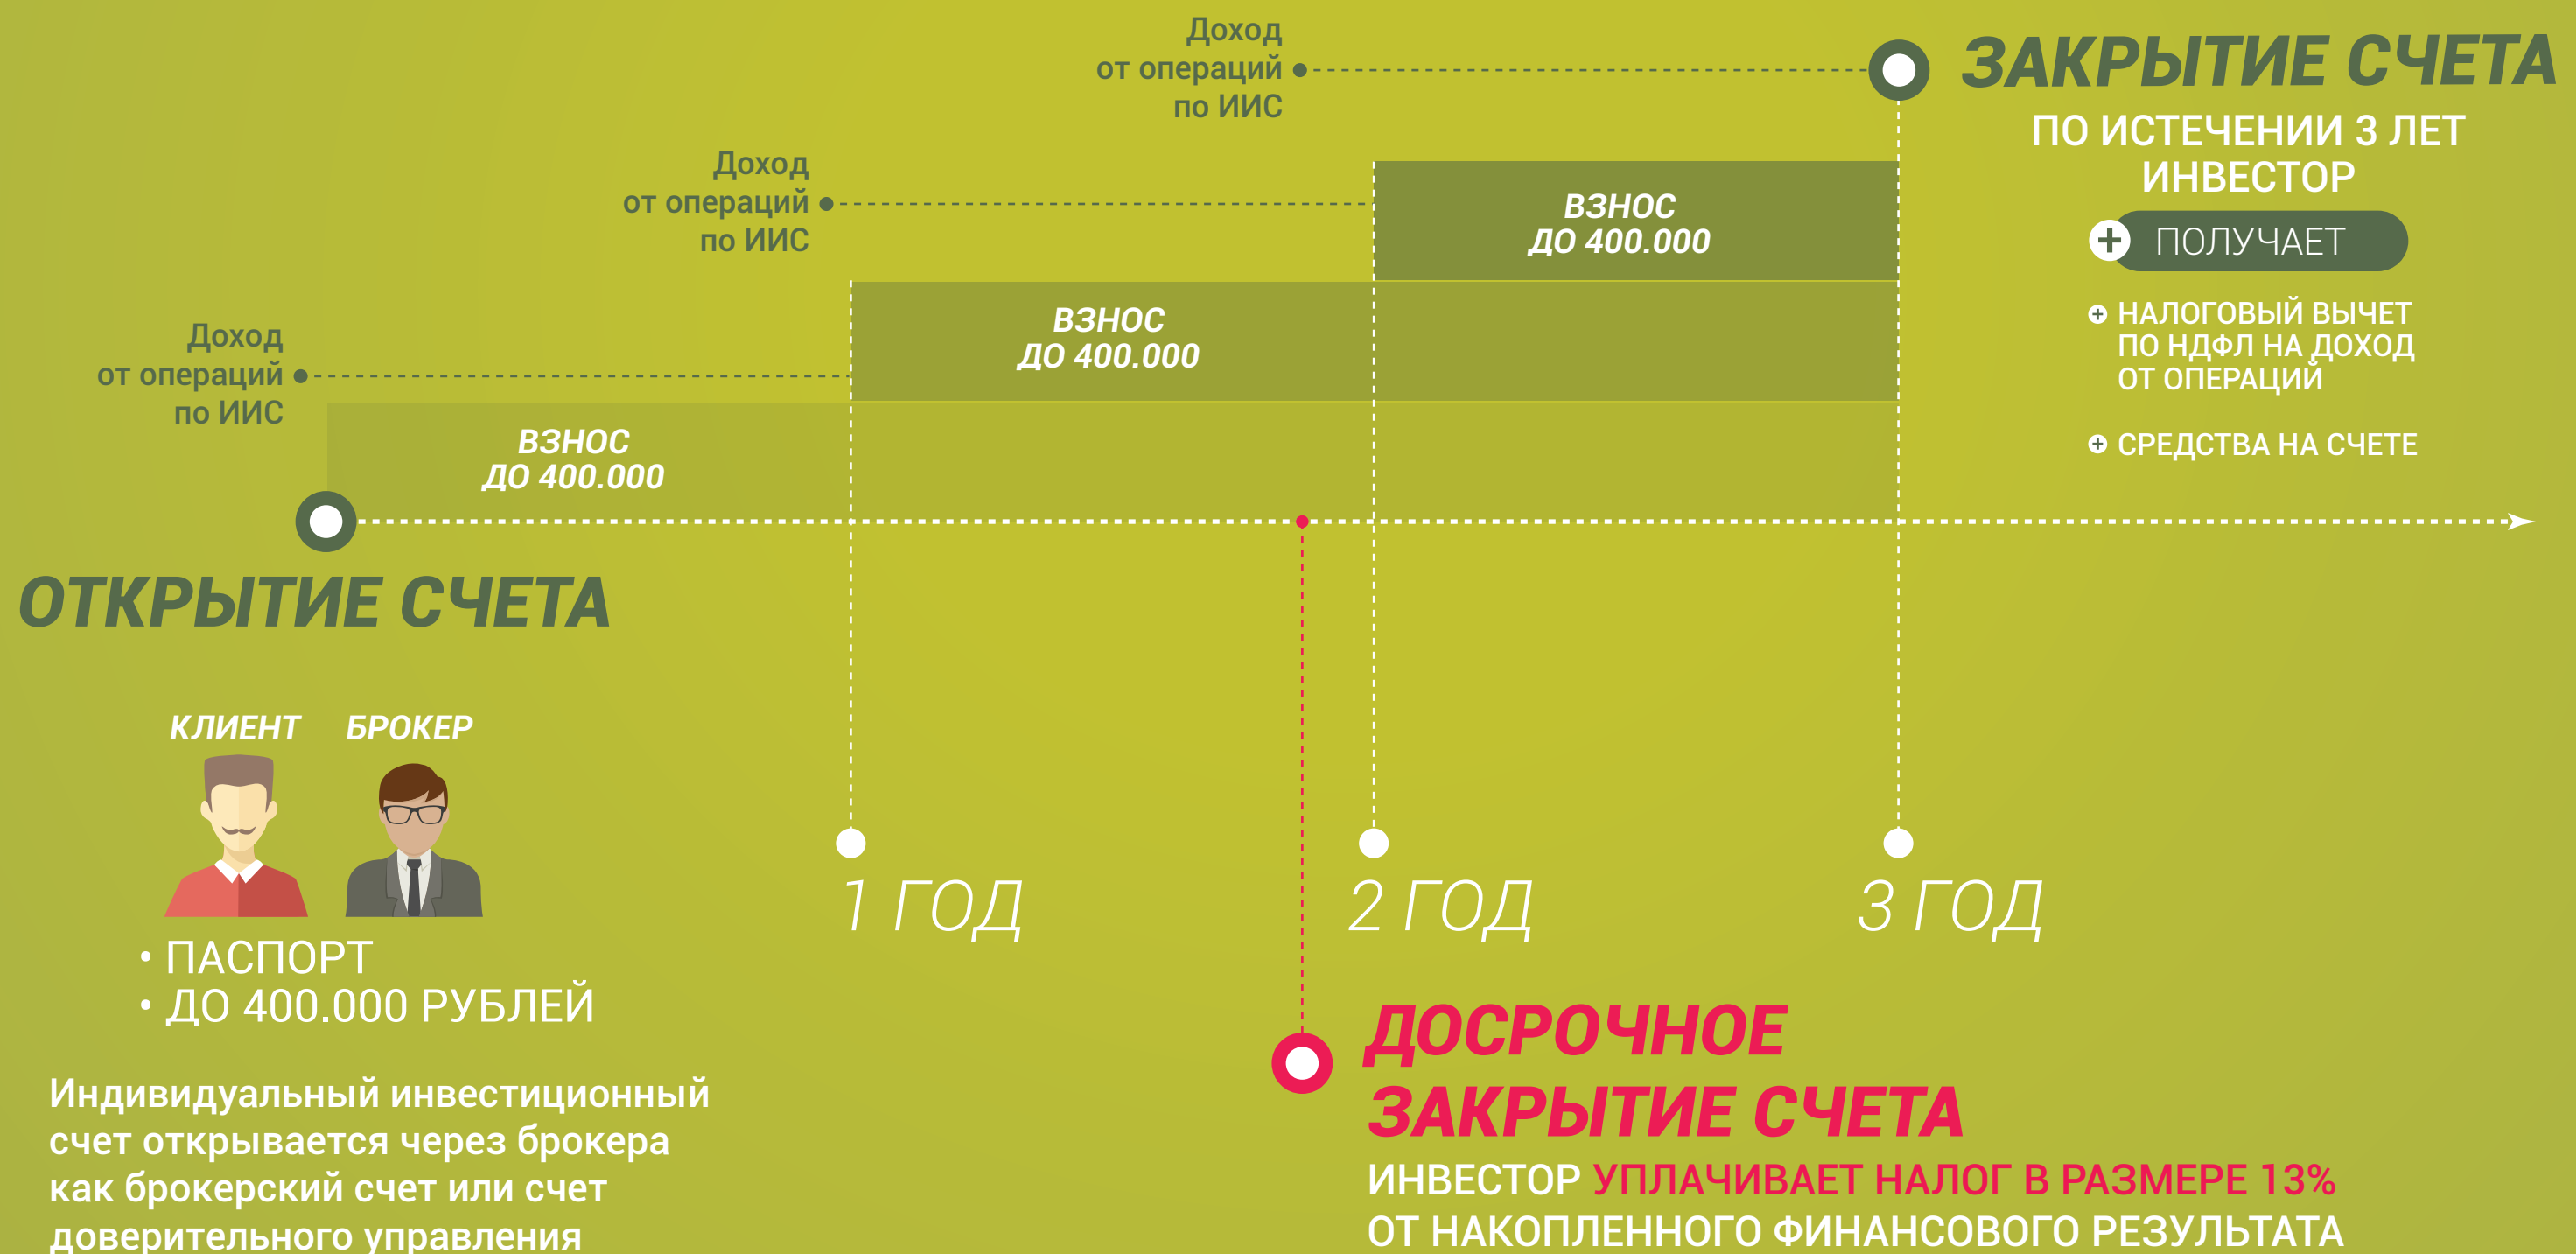 Доход
от операций
по ИИС
ЗАКРЫТИЕ СЧЕТА
ПО ИСТЕЧЕНИИ 3 ЛЕТ
ИНВЕСТОР
ПОЛУЧАЕТ
НАЛОГОВЫЙ ВЫЧЕТ
ПО НДФЛ НА ДОХОД
ОТ ОПЕРАЦИЙ
СРЕДСТВА НА СЧЕТЕ
Доход
от операций
по ИИС
ВЗНОС
ДО 400.000
Доход
от операций
по ИИС
ВЗНОС
ДО 400.000
ВЗНОС
ДО 400.000
ОТКРЫТИЕ СЧЕТА
КЛИЕНТ БРОКЕР
• ПАСПОРТ
• ДО 400.000 РУБЛЕЙ
Индивидуальный инвестиционный
счет открывается через брокера
как брокерский счет или счет
доверительного управления
1 ГОД
2 ГОД
3 ГОД
ДОСРОЧНОЕ
ЗАКРЫТИЕ СЧЕТА
ИНВЕСТОР УПЛАЧИВАЕТ НАЛОГ В РАЗМЕРЕ 13%
ОТ НАКОПЛЕННОГО ФИНАНСОВОГО РЕЗУЛЬТАТА